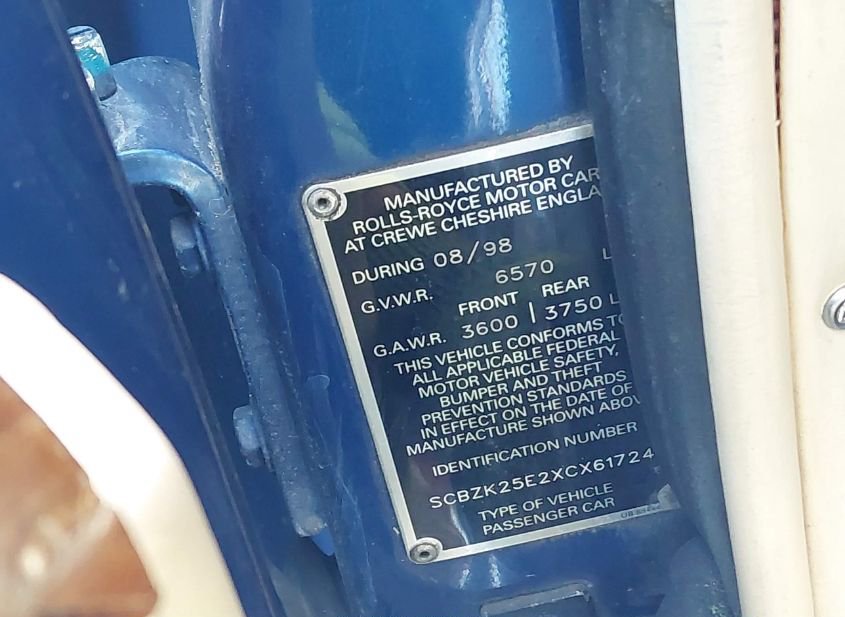 MANUFACTURED BY
ROLLS-ROYCE MOTOR CAR
AT CREWE CHESHIRE ENGLA
DURING 08/98
G.V.W.R. 6570 L
FRONT REAR
G.A.W.R. 3600 | 3750 L
THIS VEHICLE CONFORMS TO
ALL APPLICABLE FEDERAL
MOTOR VEHICLE SAFETY,
BUMPER AND THEFT
PREVENTION STANDARDS
IN EFFECT ON THE DATE OF
MANUFACTURE SHOWN ABOV
IDENTIFICATION NUMBER
SCBZK25E2XCX61724
TYPE OF VEHICLE
PASSENGER CAR